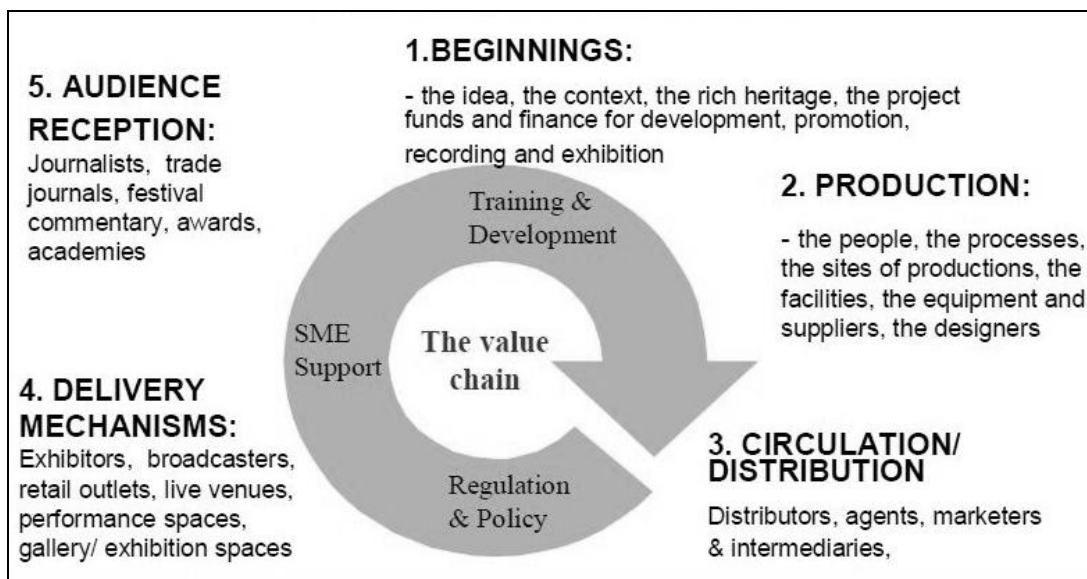 1.BEGINNINGS:
- the idea, the context, the rich heritage, the project
funds and finance for development, promotion,
recording and exhibition
2. PRODUCTION:
- the people, the processes,
the sites of productions, the
facilities, the equipment and
suppliers, the designers
3. CIRCULATION/
DISTRIBUTION
Distributors, agents, marketers
& intermediaries,
4. DELIVERY
MECHANISMS:
Exhibitors, broadcasters,
retail outlets, live venues,
performance spaces,
gallery/ exhibition spaces
5. AUDIENCE
RECEPTION:
Journalists, trade
journals, festival
commentary, awards,
academies
Training &
Development
SME
Support
The value
chain
Regulation
& Policy